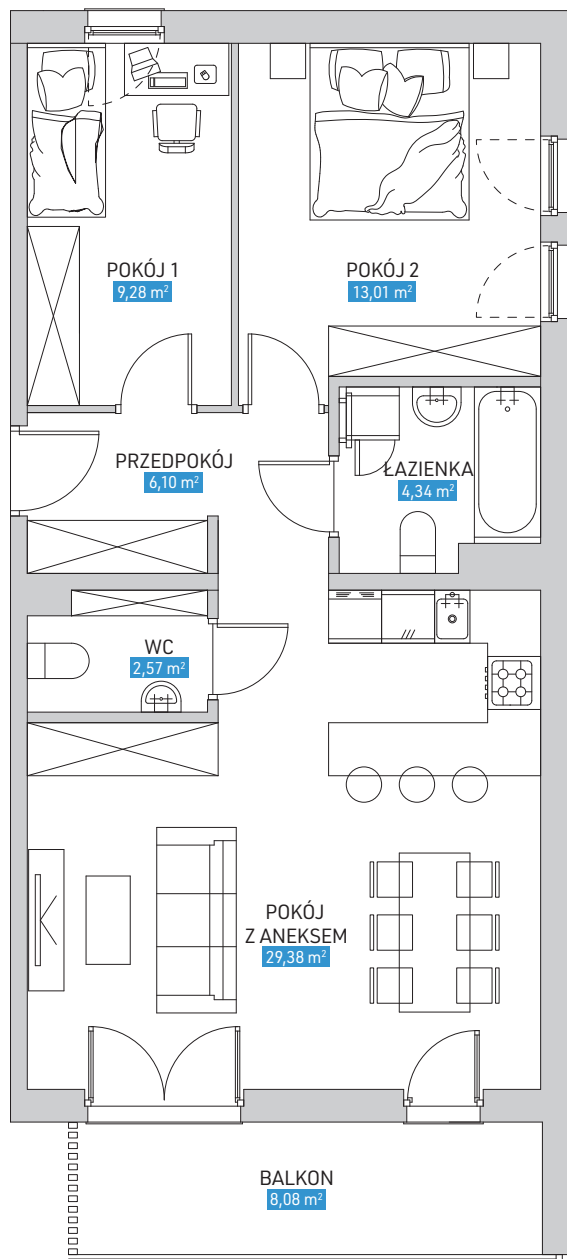 POKÓJ 1
9,28 m²
POKÓJ 2
13,01 m²
PRZEDPOKÓJ
6,10 m²
ŁAZIENKA
4,34 m²
WC
2,57 m²
POKÓJ
Z ANEKSEM
29,38 m²
BALKON
8,08 m²